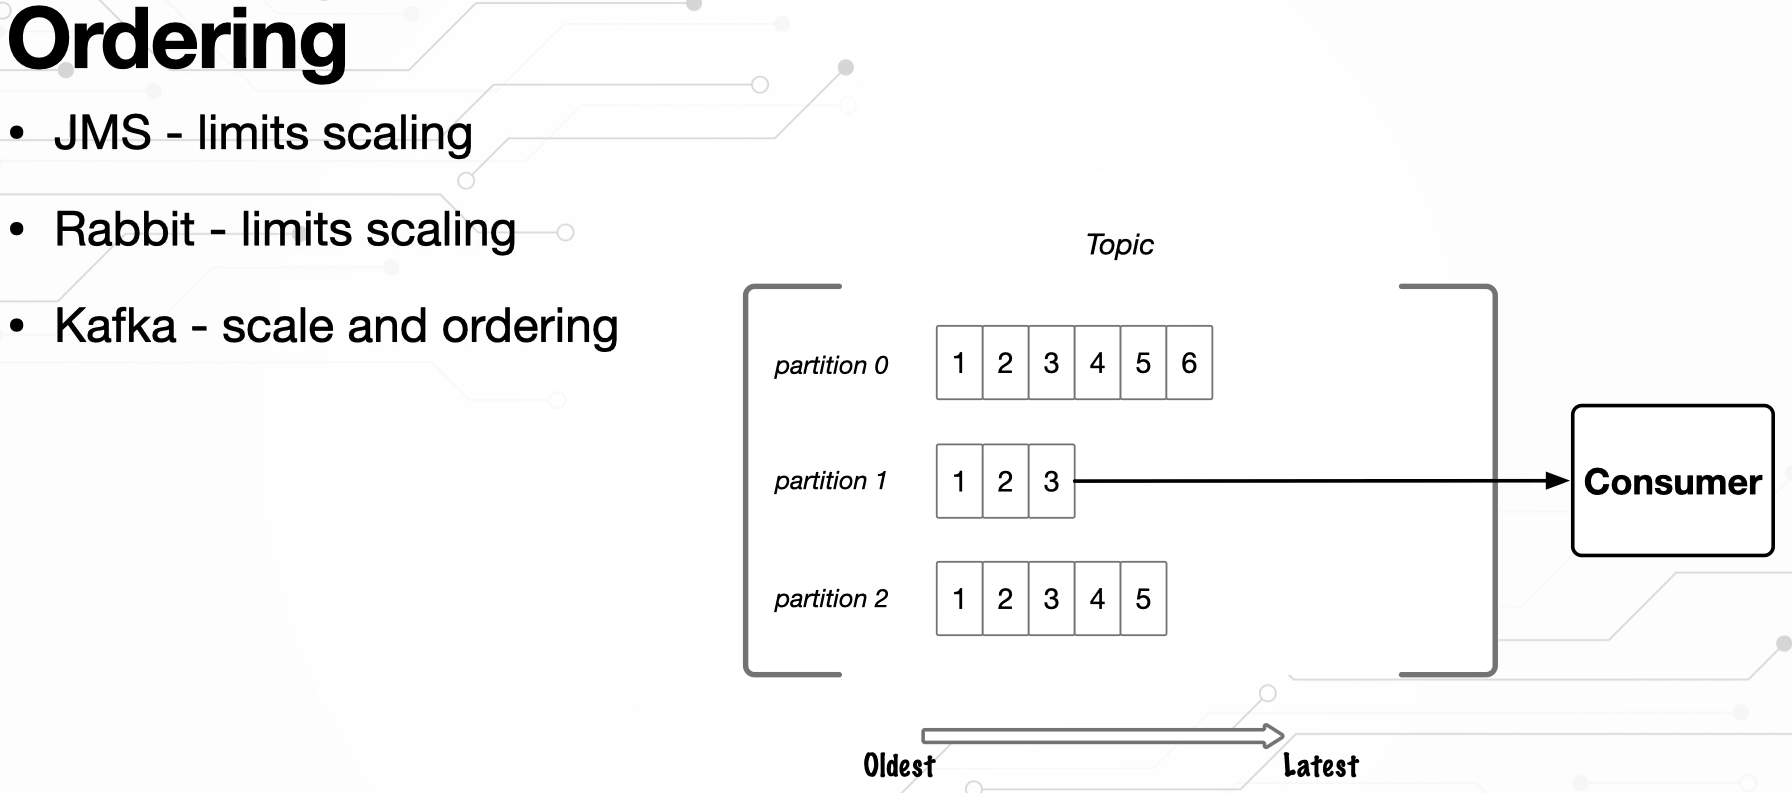 Ordering
• JMS - limits scaling
• Rabbit - limits scaling
• Kafka - scale and ordering
Topic
partition 0 1 2 3 4 5 6
partition 1 1 2 3
Consumer
partition 2 1 2 3 4 5
Oldest
Latest